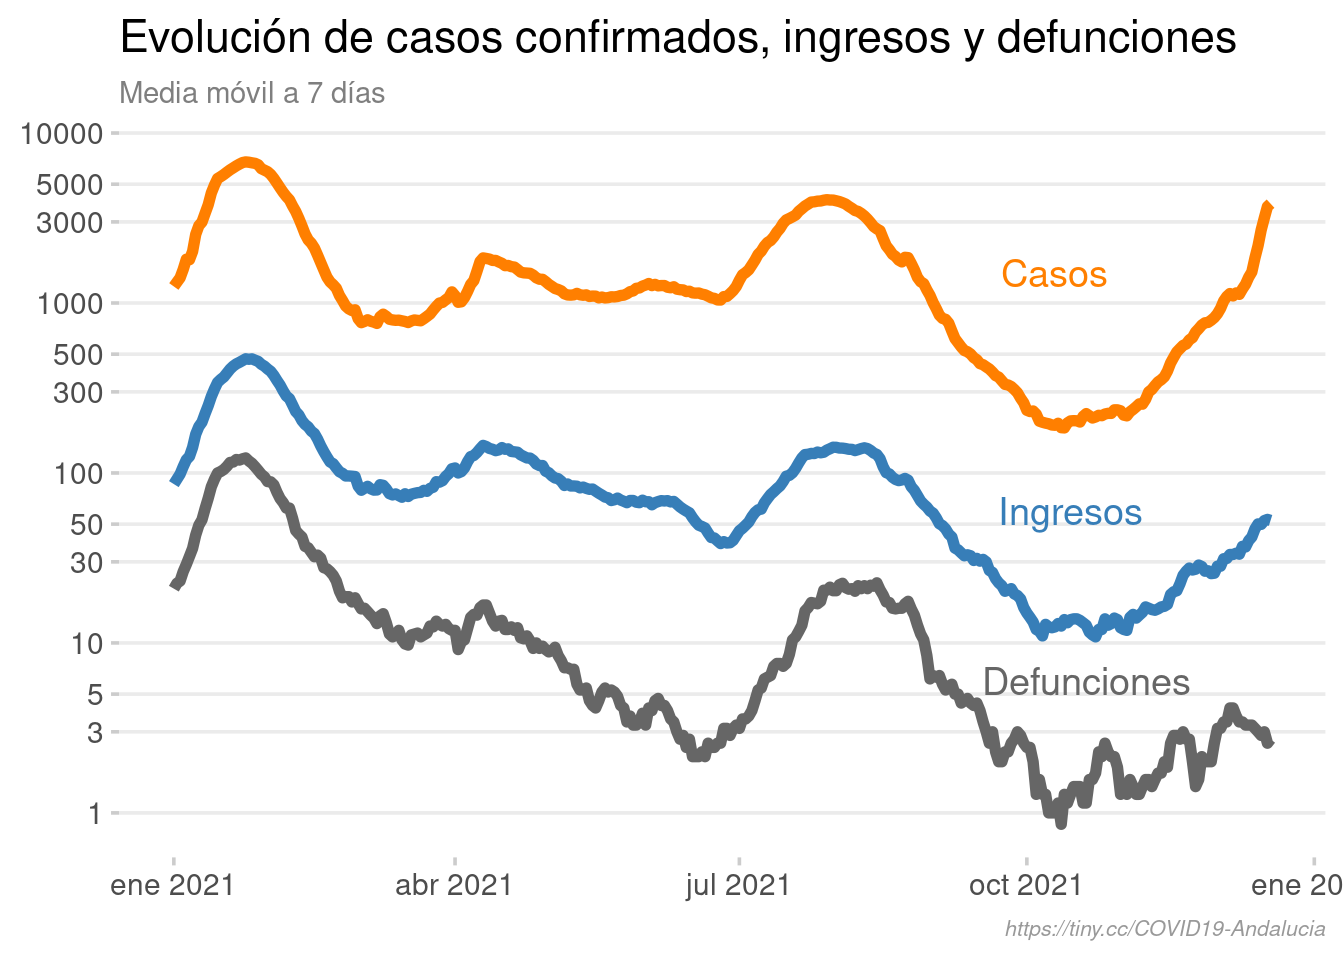 Evolución de casos confirmados, ingresos y defunciones
Media móvil a 7 días
10000
5000
3000
1000
500
300
100
50
30
10
5
3
1
Casos
Ingresos
Defunciones
ene 2021
abr 2021
jul 2021
oct 2021
ene 20
https://tiny.cc/COVID19-Andalucia